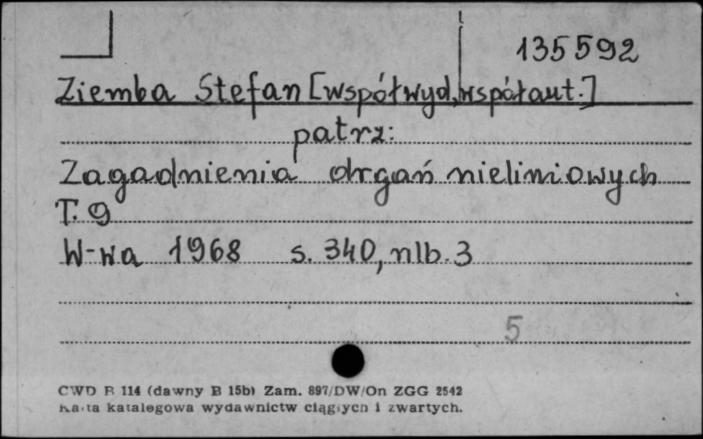 135592
Ziemba Stefan [współwyd., współaut.]
patrz:
Zagadnienia drgań nieliniowych
T. 9
W-wa 1968 s. 340, nlb. 3
5
CWD B 114 (dawny B 15b) Zam. 897/DW/On ZGG 2542
Karta katalogowa wydawnictw ciągłych i zwartych.